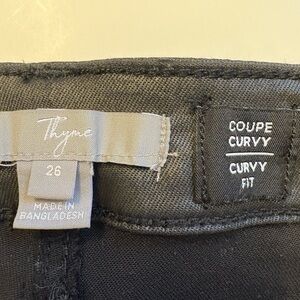 Thyme
26
MADE IN
BANGLADESH
COUPE
CURVY
CURVY
FIT